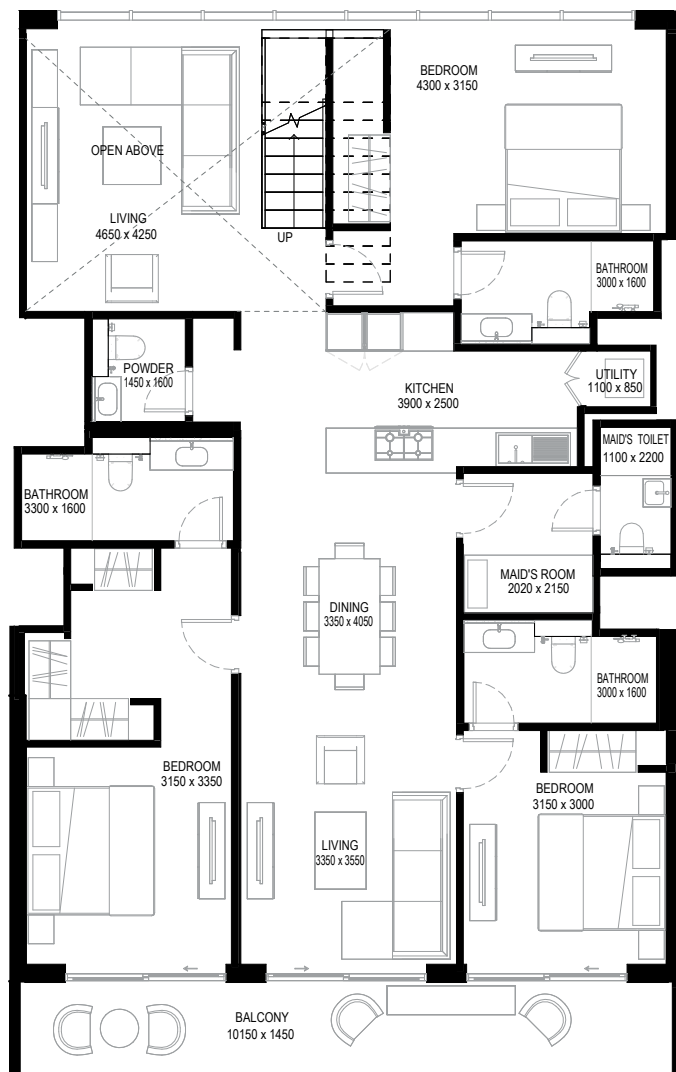 BEDROOM
4300 x 3150
OPEN ABOVE
LIVING
4650 x 4250
UP
BATHROOM
3000 x 1600
POWDER
1450 x 1600
KITCHEN
3900 x 2500
UTILITY
1100 x 850
MAID'S TOILET
1100 x 2200
BATHROOM
3300 x 1600
MAID'S ROOM
2020 x 2150
DINING
3350 x 4050
BATHROOM
3000 x 1600
BEDROOM
3150 x 3350
BEDROOM
3150 x 3000
LIVING
3350 x 3550
BALCONY
10150 x 1450